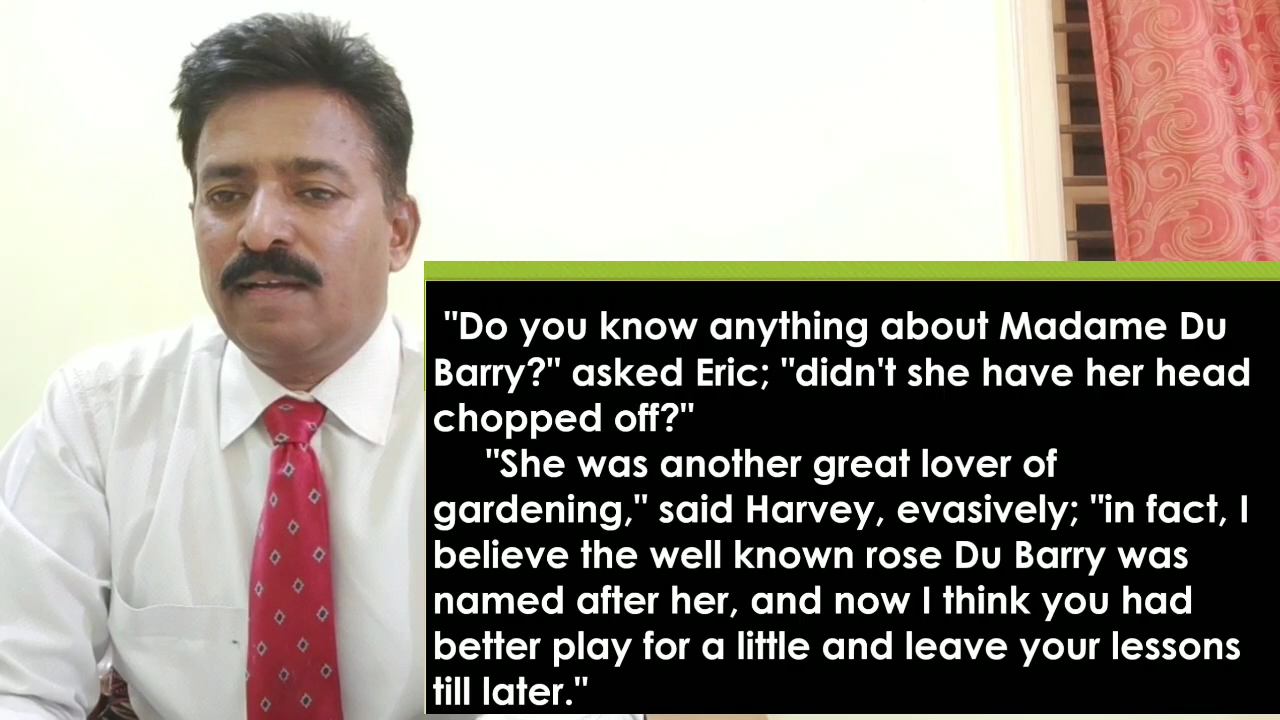 "Do you know anything about Madame Du
Barry?" asked Eric; "didn't she have her head
chopped off?"
"She was another great lover of
gardening," said Harvey, evasively; "in fact, I
believe the well known rose Du Barry was
named after her, and now I think you had
better play for a little and leave your lessons
till later."